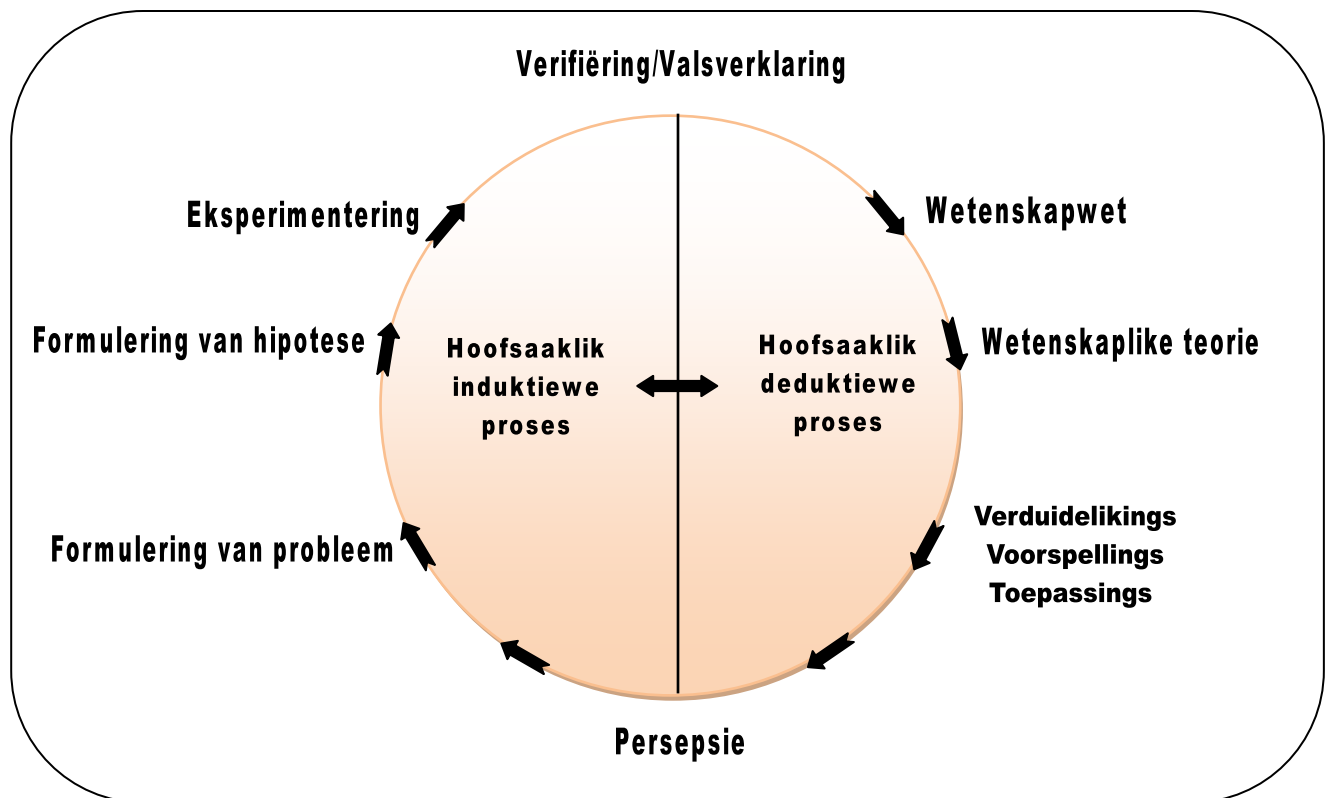 Verifiëring/Valsverklaring
Eksperimentering
Wetenskapwet
Formulering van hipotese
Wetenskaplike teorie
Hoofsaaklik
induktiewe
proses
Hoofsaaklik
deduktiewe
proses
Formulering van probleem
Verduidelikings
Voorspellings
Toepassings
Persepsie